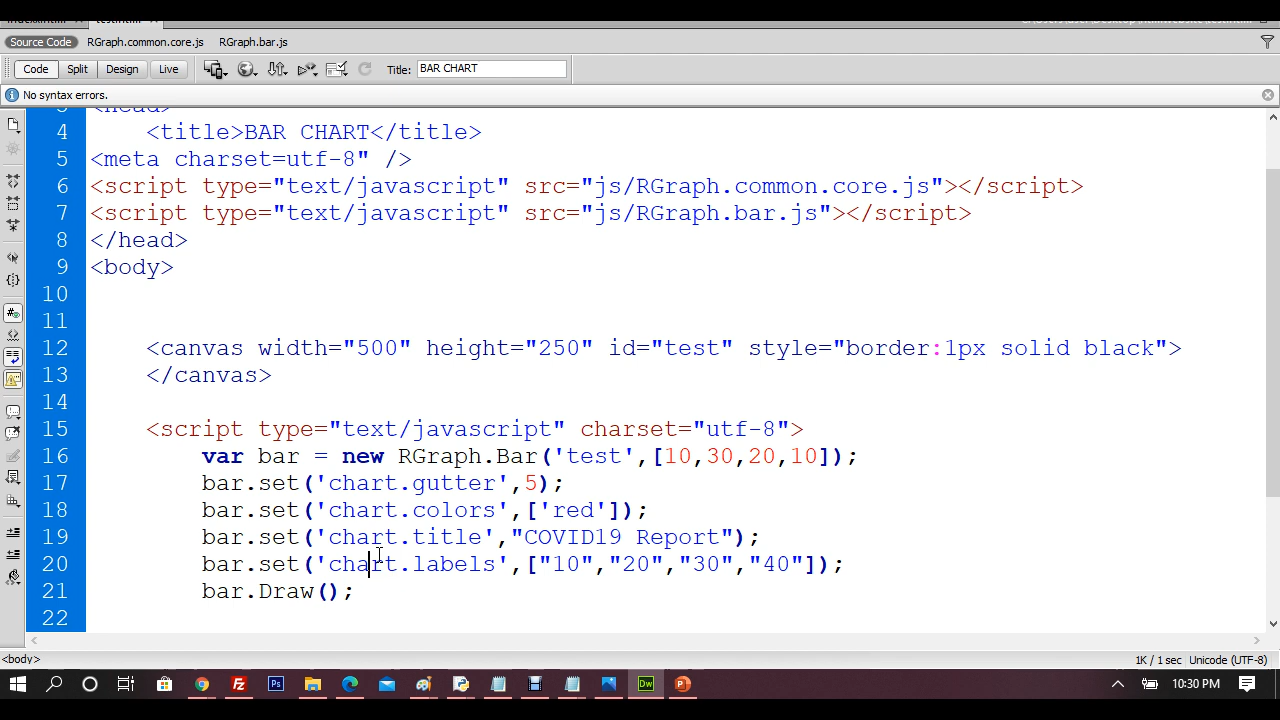 Source Code RGraph.common.core.js RGraph.bar.js
Code Split Design Live Title: BAR CHART
No syntax errors.
3 <head>
4 <title>BAR CHART</title>
5 <meta charset=utf-8" />
6 <script type="text/javascript" src="js/RGraph.common.core.js"></script>
7 <script type="text/javascript" src="js/RGraph.bar.js"></script>
8 </head>
9 <body>
10
11
12 <canvas width="500" height="250" id="test" style="border:1px solid black">
13 </canvas>
14
15 <script type="text/javascript" charset="utf-8">
16 var bar = new RGraph.Bar('test',[10,30,20,10]);
17 bar.set('chart.gutter',5);
18 bar.set('chart.colors',['red']);
19 bar.set('chart.title',"COVID19 Report");
20 bar.set('chart.labels',["10","20","30","40"]);
21 bar.Draw();
22
<body> 1K / 1 sec Unicode (UTF-8)
10:30 PM